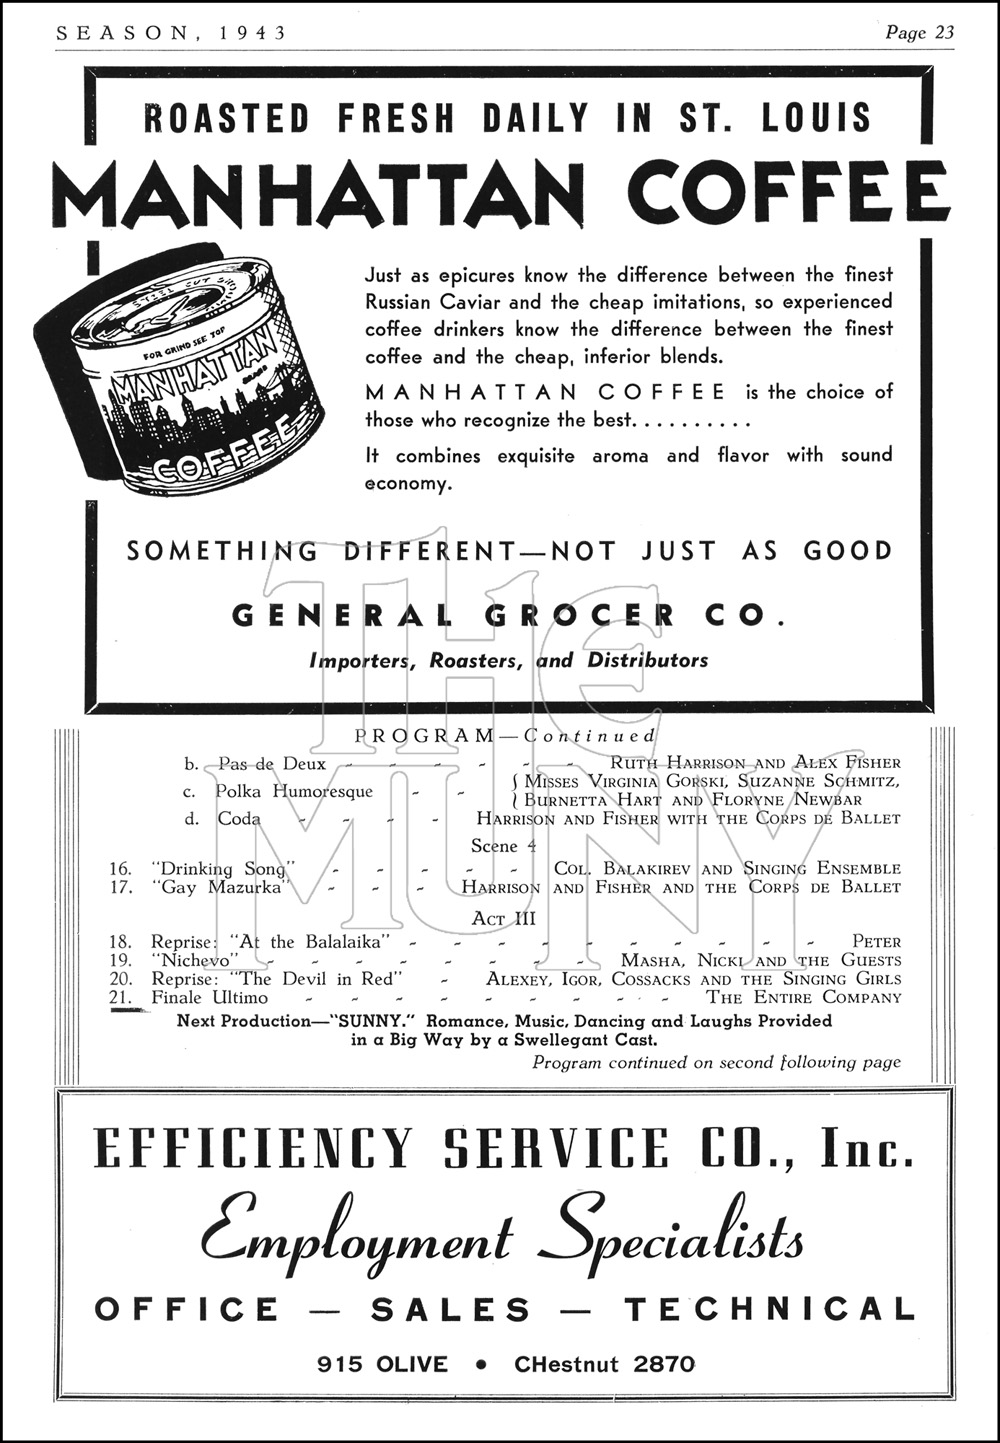 SEASON, 1943 Page 23
ROASTED FRESH DAILY IN ST. LOUIS
MANHATTAN COFFEE
STEEL CUT
FOR GRIND SEE TOP
MANHATTAN
BRAND
COFFEE
Just as epicures know the difference between the finest
Russian Caviar and the cheap imitations, so experienced
coffee drinkers know the difference between the finest
coffee and the cheap, inferior blends.
MANHATTAN COFFEE is the choice of
those who recognize the best. . . . . . . . . .
It combines exquisite aroma and flavor with sound
economy.
SOMETHING DIFFERENT—NOT JUST AS GOOD
GENERAL GROCER CO.
Importers, Roasters, and Distributors
THE MUNY
PROGRAM—Continued
b. Pas de Deux - - - - - - RUTH HARRISON AND ALEX FISHER
c. Polka Humoresque - - { MISSES VIRGINIA GORSKI, SUZANNE SCHMITZ,
BURNETTA HART AND FLORYNE NEWBAR
d. Coda - - - - HARRISON AND FISHER WITH THE CORPS DE BALLET
Scene 4
16. "Drinking Song" - - - - - COL. BALAKIREV AND SINGING ENSEMBLE
17. "Gay Mazurka" - - - HARRISON AND FISHER AND THE CORPS DE BALLET
ACT III
18. Reprise: "At the Balalaika" - - - - - - - - - - PETER
19. "Nichevo" - - - - - - - - MASHA, NICKI AND THE GUESTS
20. Reprise: "The Devil in Red" - ALEXEY, IGOR, COSSACKS AND THE SINGING GIRLS
21. Finale Ultimo - - - - - - - - - THE ENTIRE COMPANY
Next Production—"SUNNY." Romance, Music, Dancing and Laughs Provided
in a Big Way by a Swellegant Cast.
Program continued on second following page
EFFICIENCY SERVICE CO., Inc.
Employment Specialists
OFFICE — SALES — TECHNICAL
915 OLIVE • CHestnut 2870